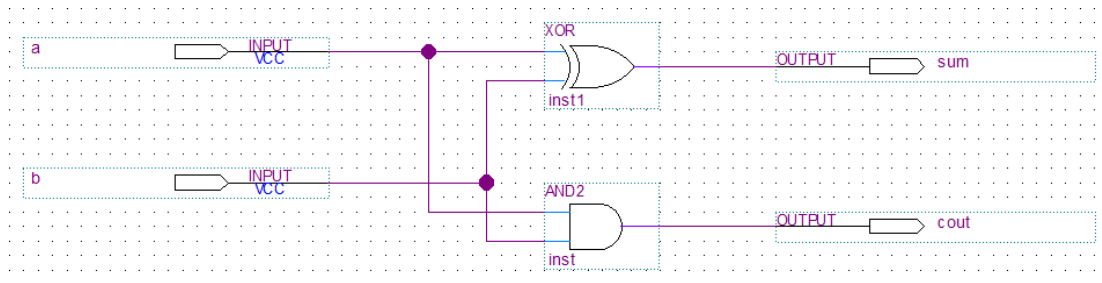 XOR
a
INPUT
VCC
OUTPUT
sum
inst1
b
INPUT
VCC
AND2
OUTPUT
cout
inst